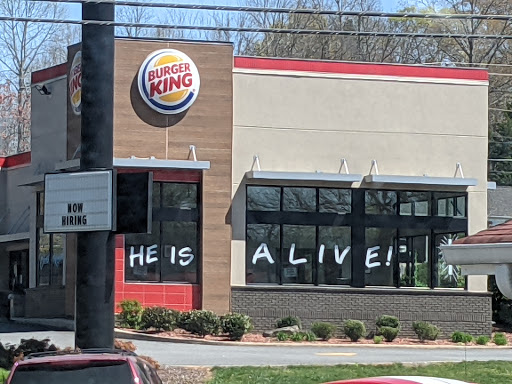 BURGER
KING
NOW
HIRING
HE IS ALIVE!